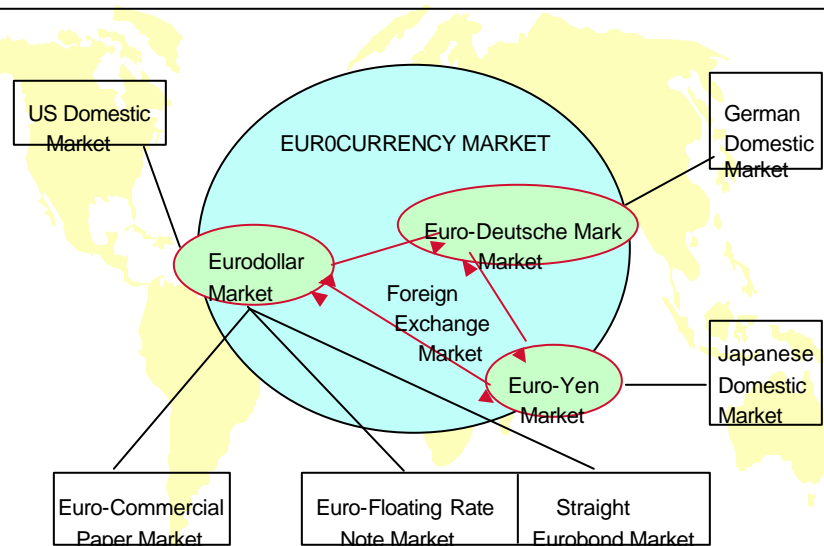 US Domestic
Market
German
Domestic
Market
EUR0CURRENCY MARKET
Euro-Deutsche Mark
Market
Eurodollar
Market
Foreign
Exchange
Market
Euro-Yen
Market
Japanese
Domestic
Market
Euro-Commercial
Paper Market
Euro-Floating Rate
Note Market
Straight
Eurobond Market